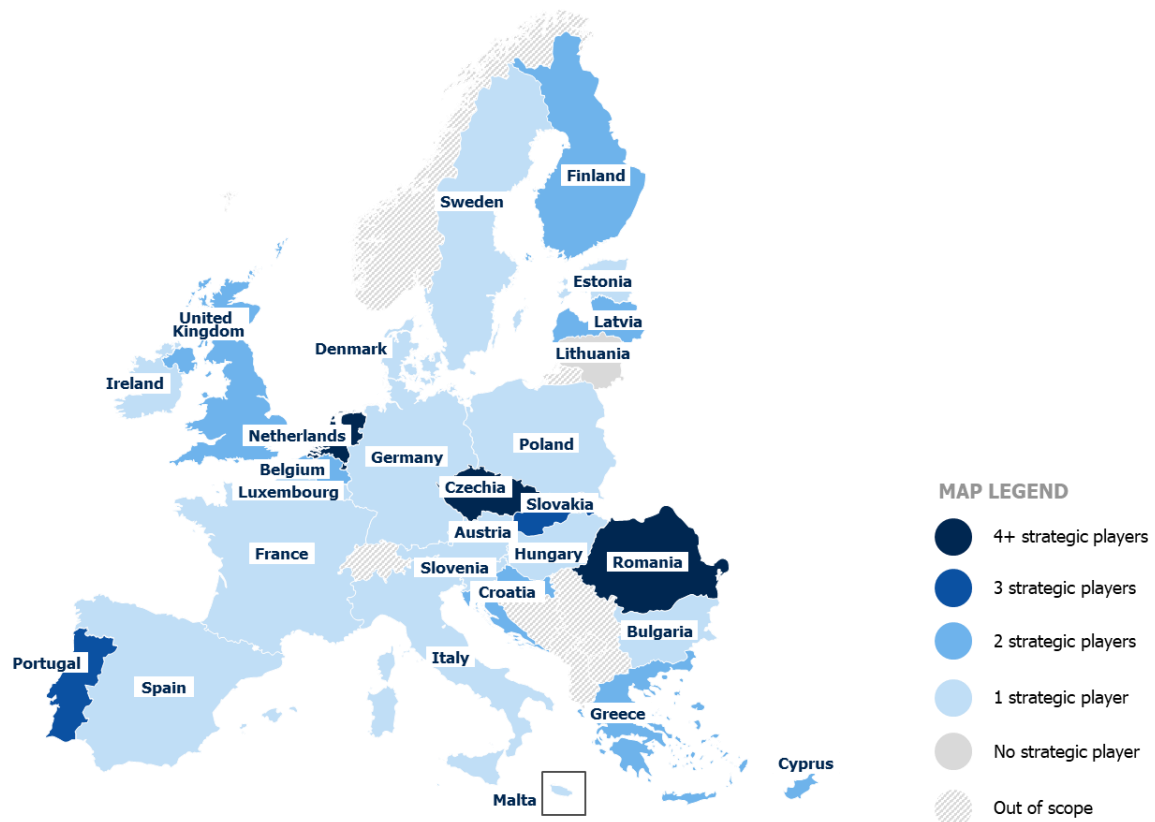 Finland
Sweden
Estonia
United
Kingdom
Latvia
Denmark
Lithuania
Ireland
Netherlands
Poland
Germany
Belgium
Czechia
Luxembourg
Slovakia
Austria
France
Hungary
Romania
Slovenia
Croatia
Bulgaria
Italy
Portugal
Spain
Greece
Cyprus
Malta
MAP LEGEND
4+ strategic players
3 strategic players
2 strategic players
1 strategic player
No strategic player
Out of scope